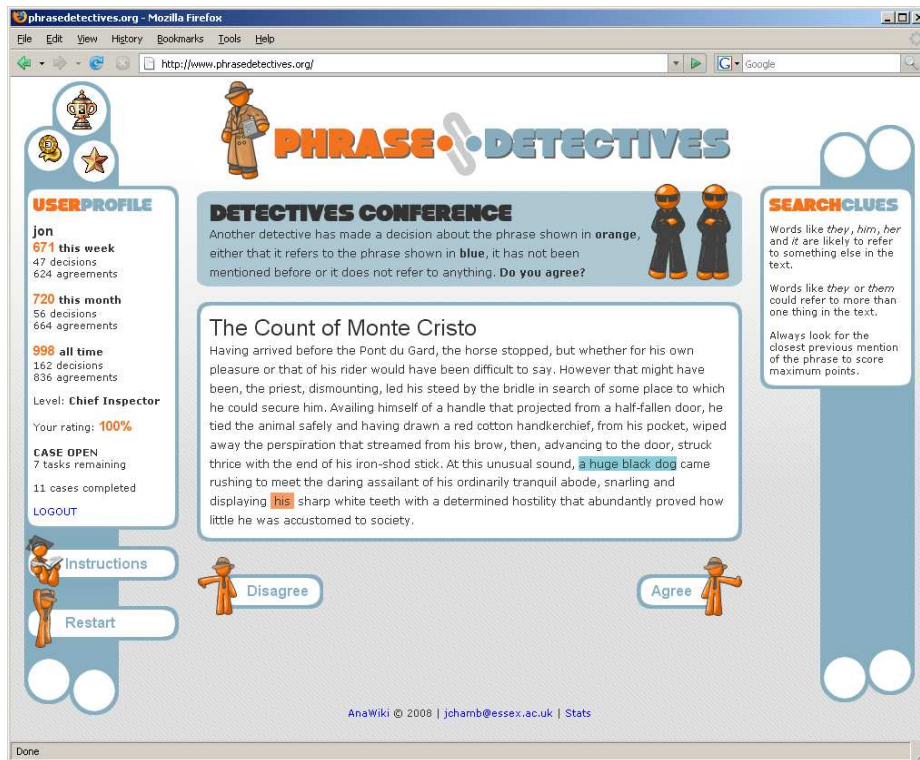 phrasedetectives.org - Mozilla Firefox
File Edit View History Bookmarks Tools Help
http://www.phrasedetectives.org/
G Google
PHRASE DETECTIVES
USERPROFILE
jon
671 this week
47 decisions
624 agreements
720 this month
56 decisions
664 agreements
998 all time
162 decisions
836 agreements
Level: Chief Inspector
Your rating: 100%
CASE OPEN
7 tasks remaining
11 cases completed
LOGOUT
Instructions
Restart
DETECTIVES CONFERENCE
Another detective has made a decision about the phrase shown in orange,
either that it refers to the phrase shown in blue, it has not been
mentioned before or it does not refer to anything. Do you agree?
The Count of Monte Cristo
Having arrived before the Pont du Gard, the horse stopped, but whether for his own
pleasure or that of his rider would have been difficult to say. However that might have
been, the priest, dismounting, led his steed by the bridle in search of some place to which
he could secure him. Availing himself of a handle that projected from a half-fallen door, he
tied the animal safely and having drawn a red cotton handkerchief, from his pocket, wiped
away the perspiration that streamed from his brow, then, advancing to the door, struck
thrice with the end of his iron-shod stick. At this unusual sound, a huge black dog came
rushing to meet the daring assailant of his ordinarily tranquil abode, snarling and
displaying his sharp white teeth with a determined hostility that abundantly proved how
little he was accustomed to society.
Disagree
Agree
SEARCHCLUES
Words like they, him, her
and it are likely to refer
to something else in the
text.
Words like they or them
could refer to more than
one thing in the text.
Always look for the
closest previous mention
of the phrase to score
maximum points.
AnaWiki © 2008 | jchamb@essex.ac.uk | Stats
Done